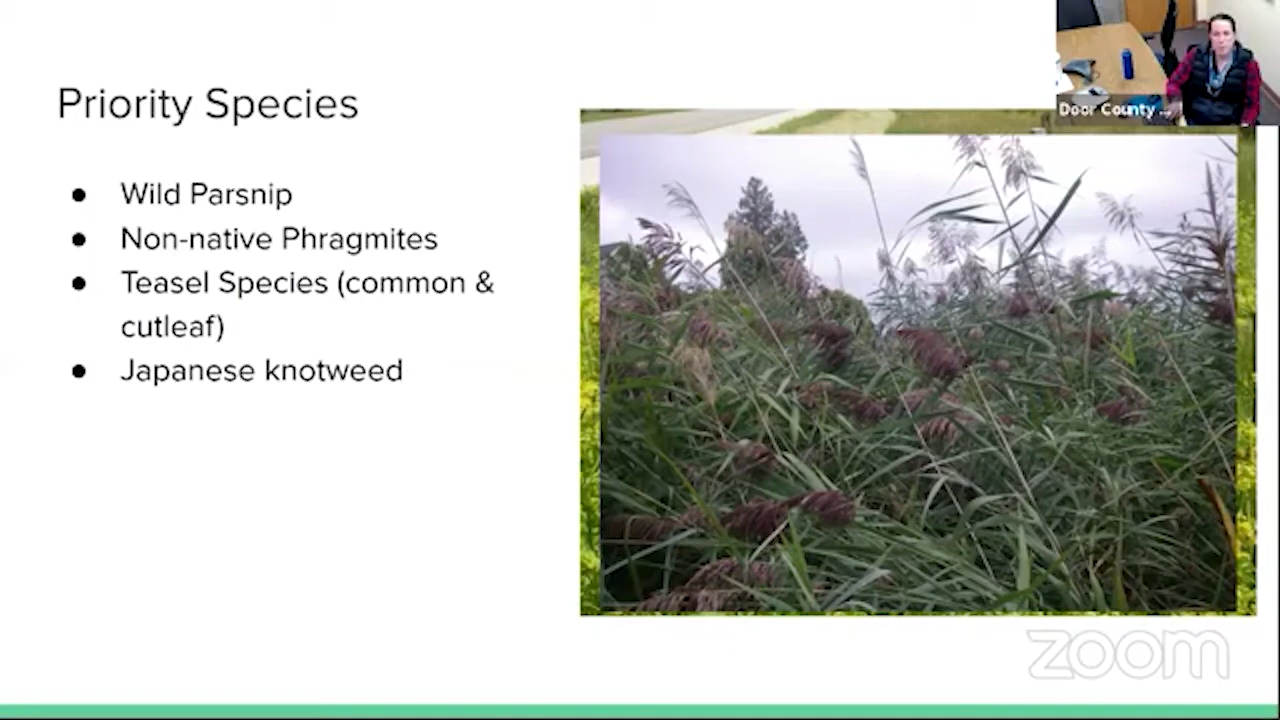 Door County ...
Priority Species
● Wild Parsnip
● Non-native Phragmites
● Teasel Species (common &
cutleaf)
● Japanese knotweed
zoom